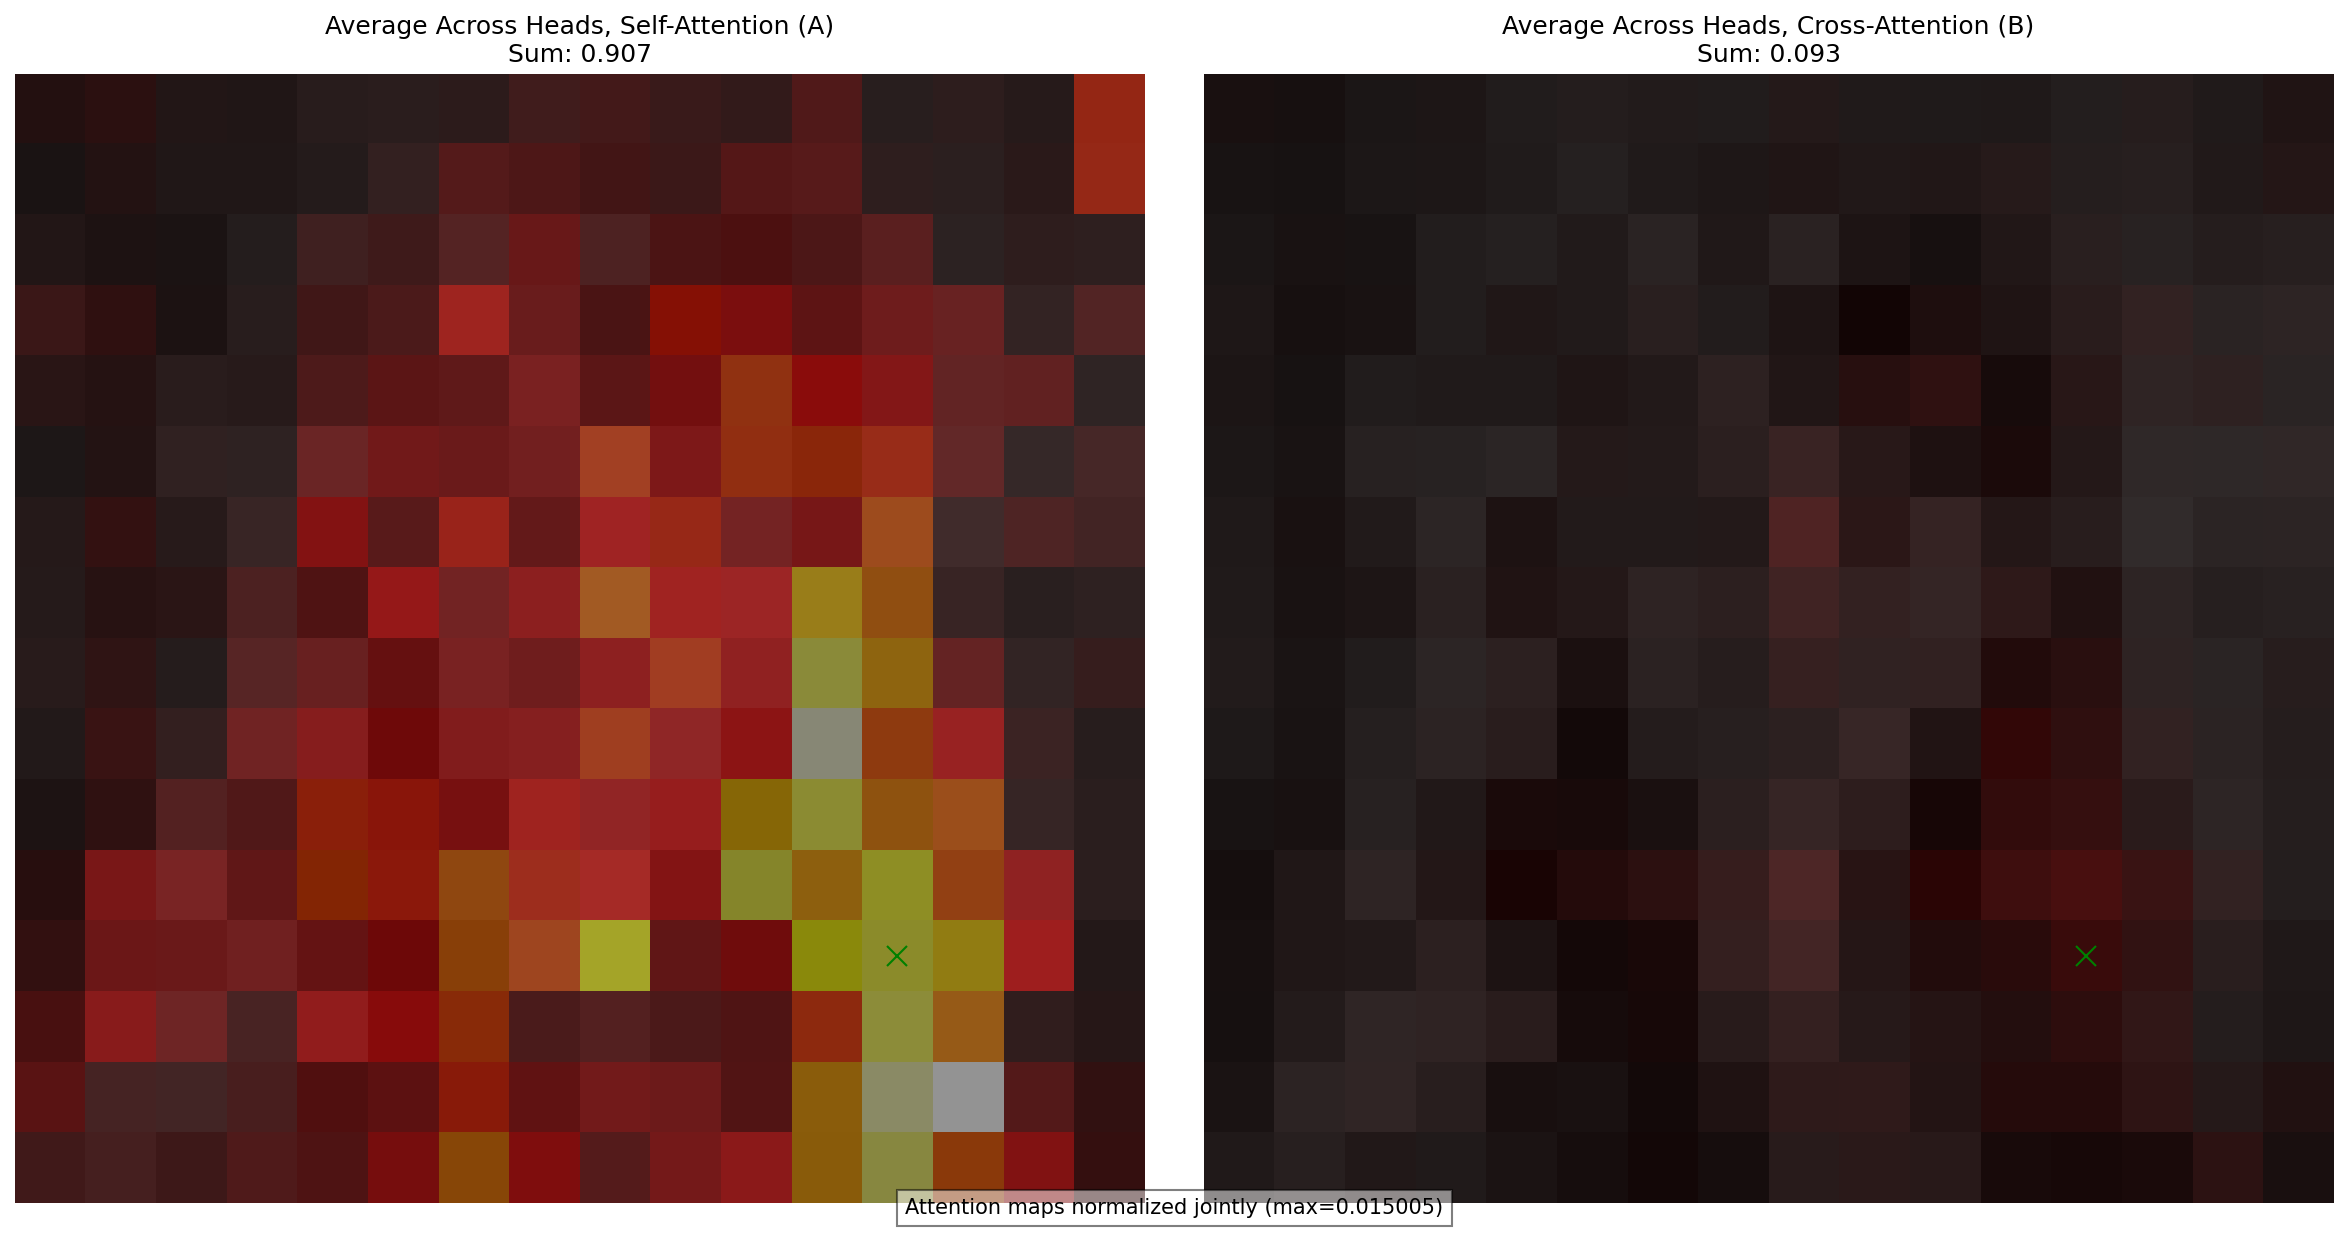 Average Across Heads, Self-Attention (A)
Sum: 0.907
Average Across Heads, Cross-Attention (B)
Sum: 0.093
Attention maps normalized jointly (max=0.015005)